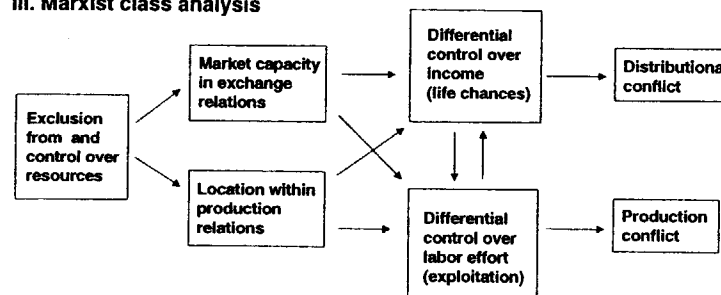 III. Marxist class analysis
Exclusion
from and
control over
resources
Market capacity
in exchange
relations
Location within
production
relations
Differential
control over
income
(life chances)
Differential
control over
labor effort
(exploitation)
Distributiona
conflict
Production
conflict